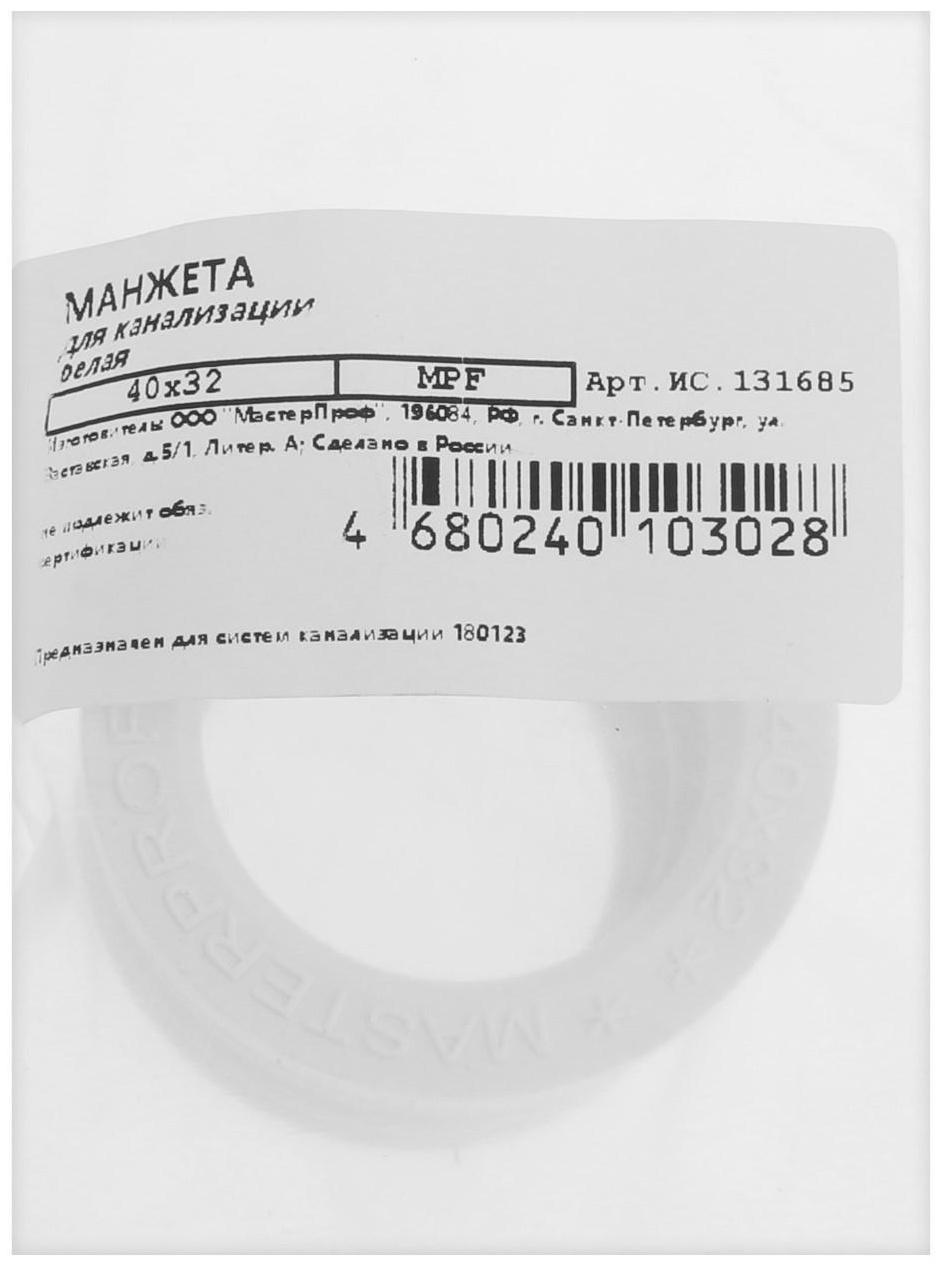 МАНЖЕТА
для канализации
белая
40х32 MPF Арт.ИС.131685
Изготовитель: ООО "МастерПроф", 196084, РФ, г. Санкт-Петербург, ул.
Заставская, д.5/1, Литер. А; Сделано в России
не подлежит обяз.
сертификации
4 680240 103028
Предназначен для систем канализации 180123
MASTERPROF
40x32